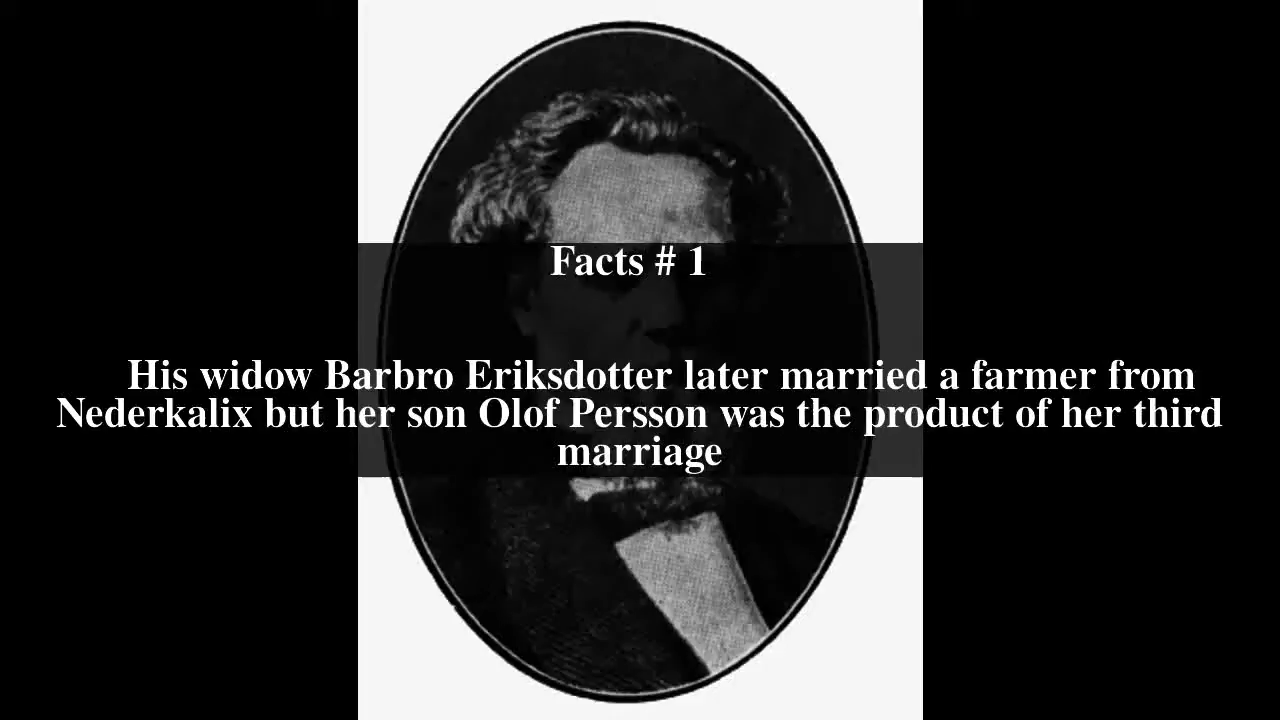 Facts # 1
His widow Barbro Eriksdotter later married a farmer from
Nederkalix but her son Olof Persson was the product of her third
marriage